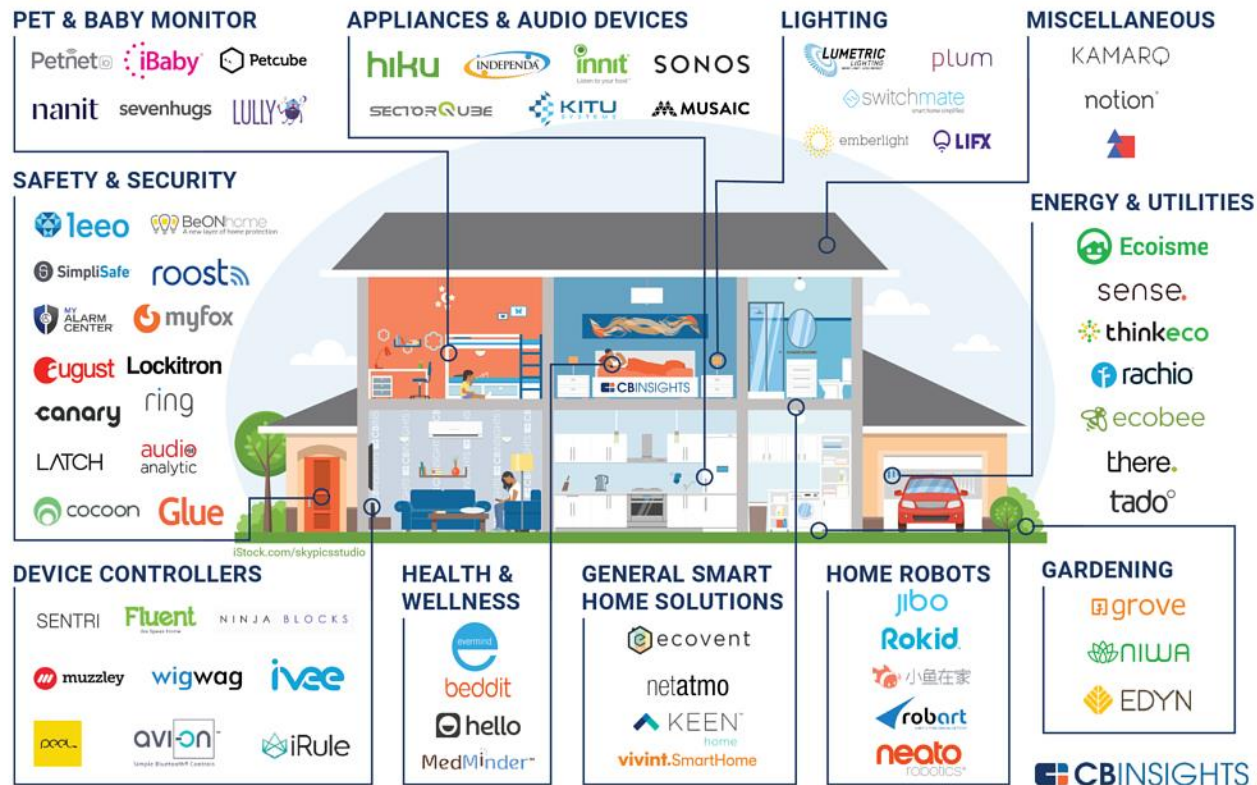 PET & BABY MONITOR
Petnet iO
iBaby
Petcube
nanit
sevenhugs
LULLY
APPLIANCES & AUDIO DEVICES
hiku
INDEPENDA
innit
Listen to your food
SONOS
SECTORQUBE
KITU
SYSTEMS
MUSAIC
LIGHTING
LUMETRIC
LIGHTING
plum
switchmate
smart home simplified
emberlight
LIFX
MISCELLANEOUS
KAMARQ
notion
SAFETY & SECURITY
leeo
BeONhome
A new layer of home protection
SimpliSafe
roost
MY
ALARM
CENTER
myfox
august
Lockitron
canary
ring
LATCH
audio
analytic
cocoon
Glue
ENERGY & UTILITIES
Ecoisme
sense.
thinkeco
rachio
ecobee
there.
tado°
CBINSIGHTS
CBINSIGHTS
iStock.com/skypicsstudio
DEVICE CONTROLLERS
SENTRI
Fluent
NINJA BLOCKS
muzzley
wigwag
ivee
peel
avi-on™
Simple Bluetooth® Controls
iRule
HEALTH &
WELLNESS
evermind
beddit
hello
MedMinder™
GENERAL SMART
HOME SOLUTIONS
ecovent
netatmo
KEEN™
home
vivint.SmartHome
HOME ROBOTS
jibo
Rokid
小鱼在家
robart
neato
robotics
GARDENING
grove
NIWA
EDYN
CBINSIGHTS